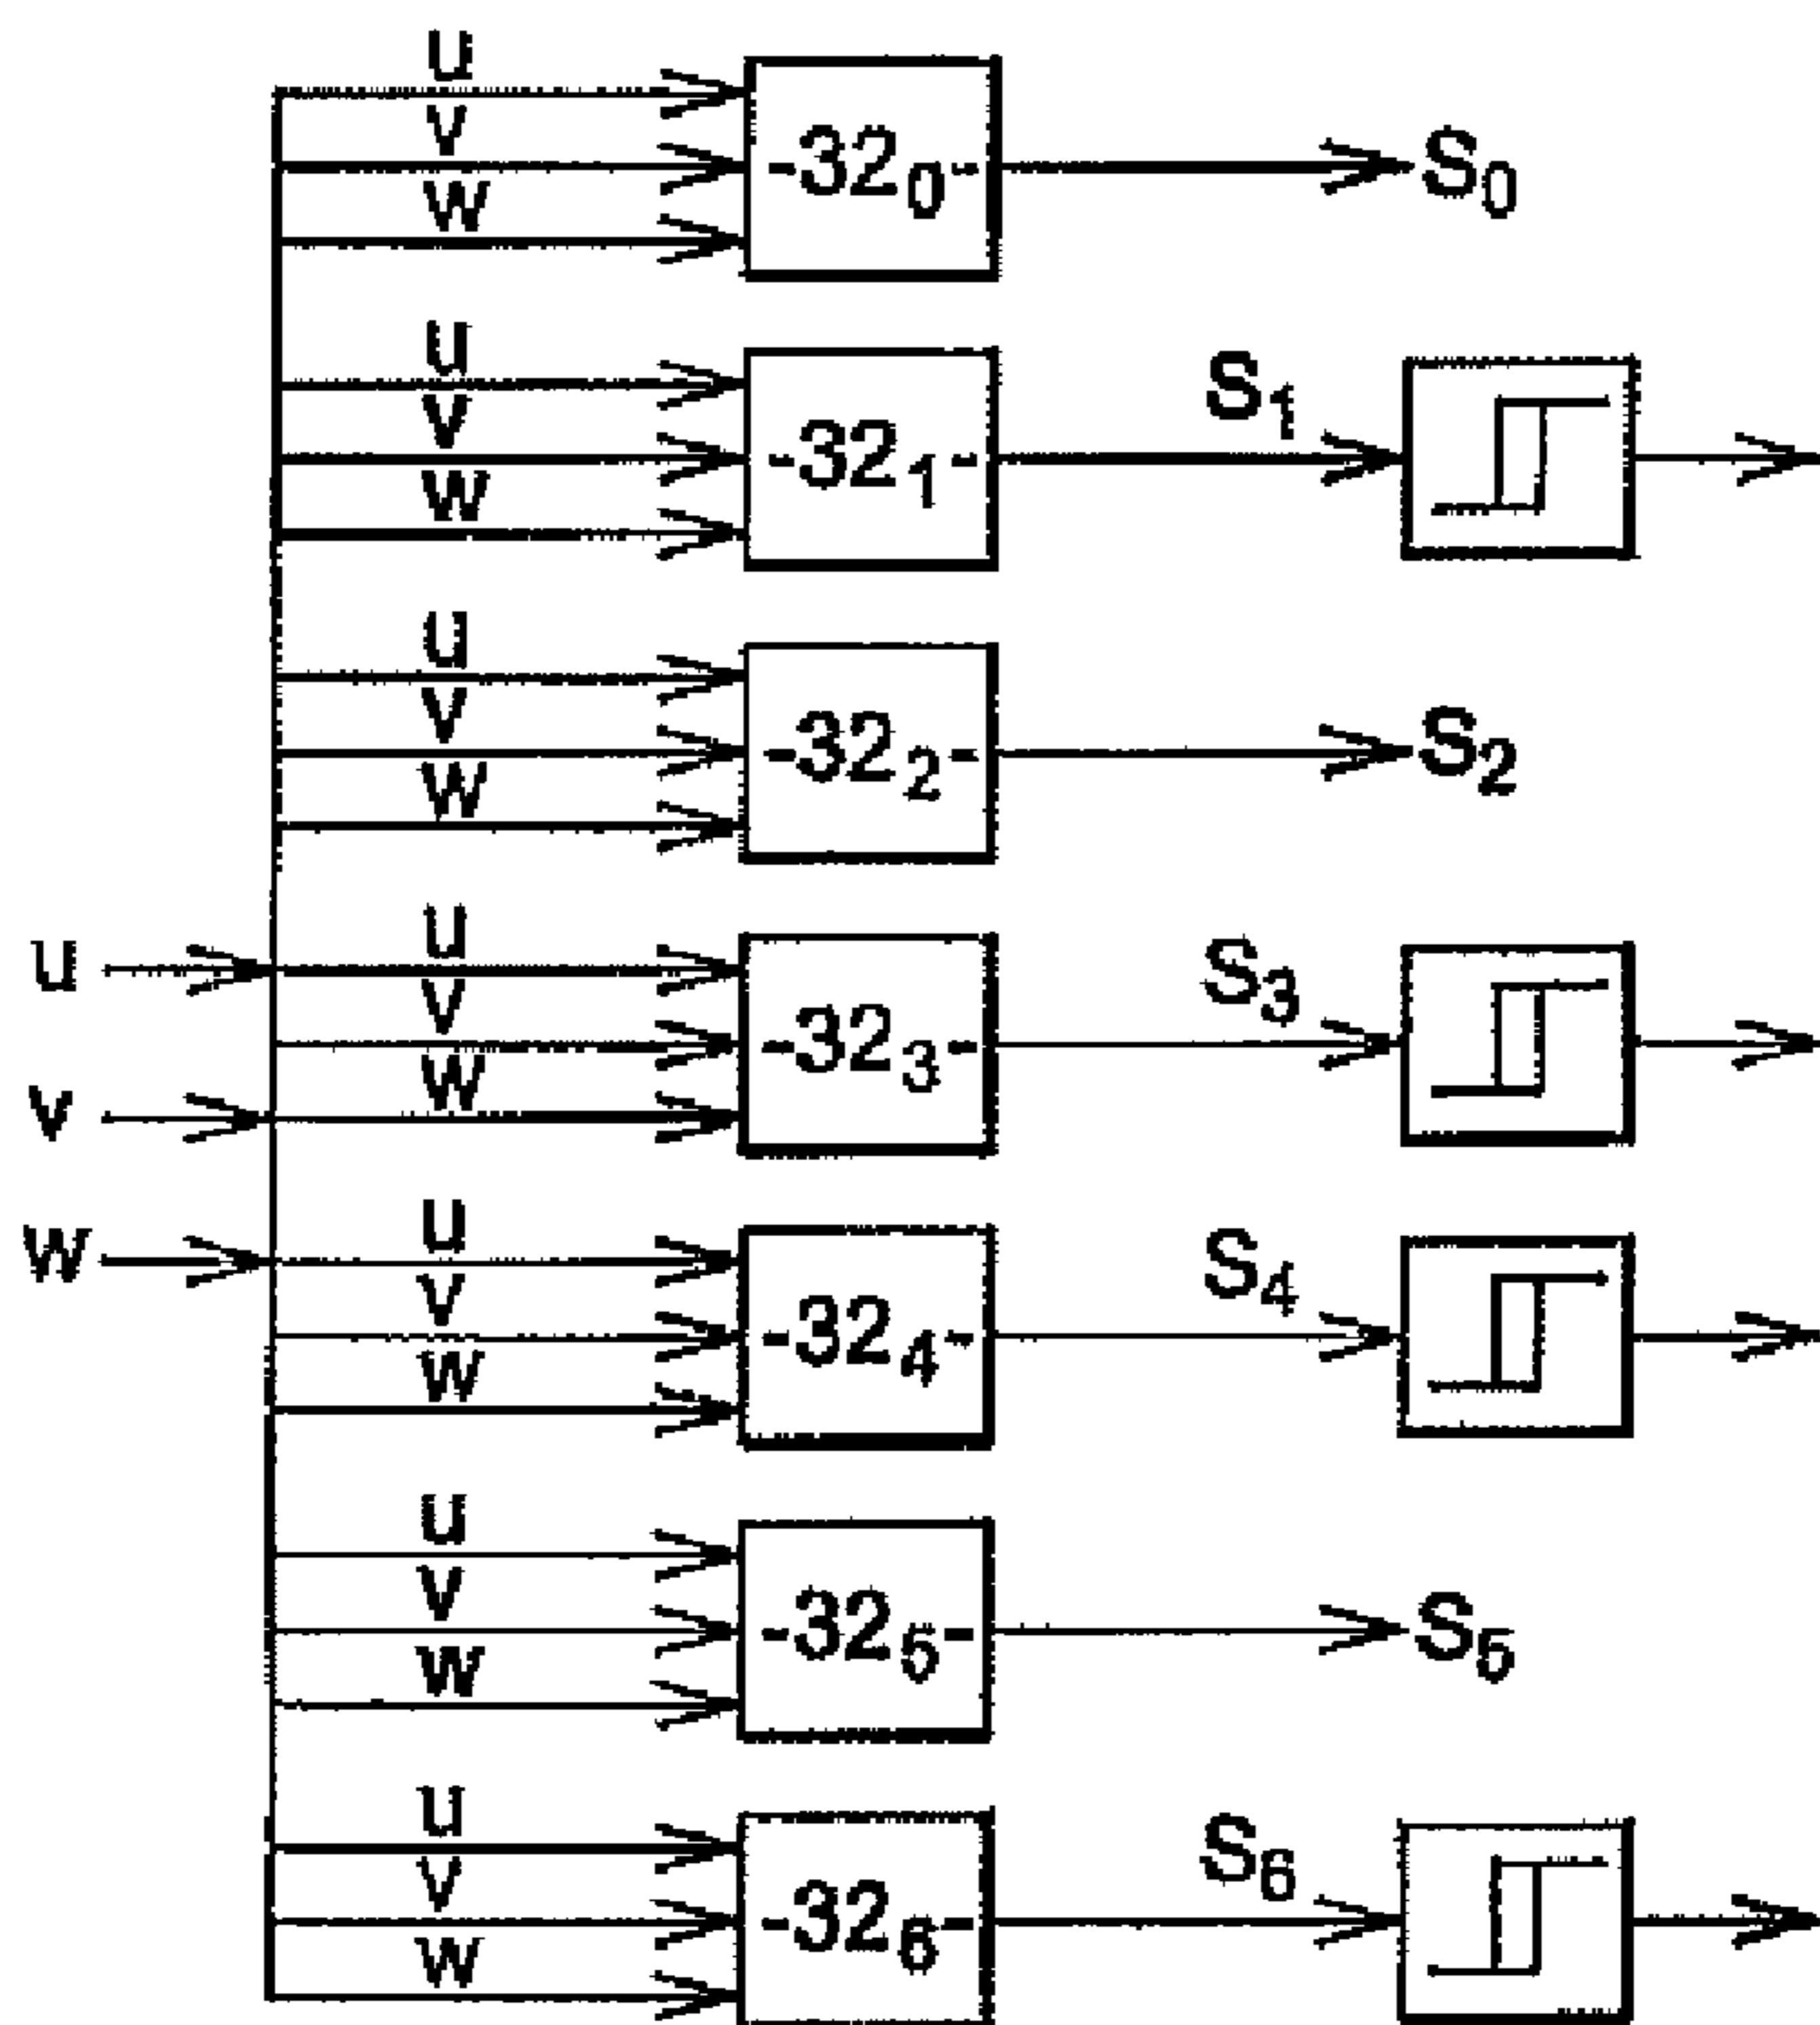 U
V
W
-32₀-
S₀
U
V
W
-32₁-
S₁
U
V
W
-32₂-
S₂
U
U
V
W
-32₃-
S₃
V
W
U
V
W
-32₄-
S₄
U
V
W
-32₅-
S₅
U
V
W
-32₆-
S₆